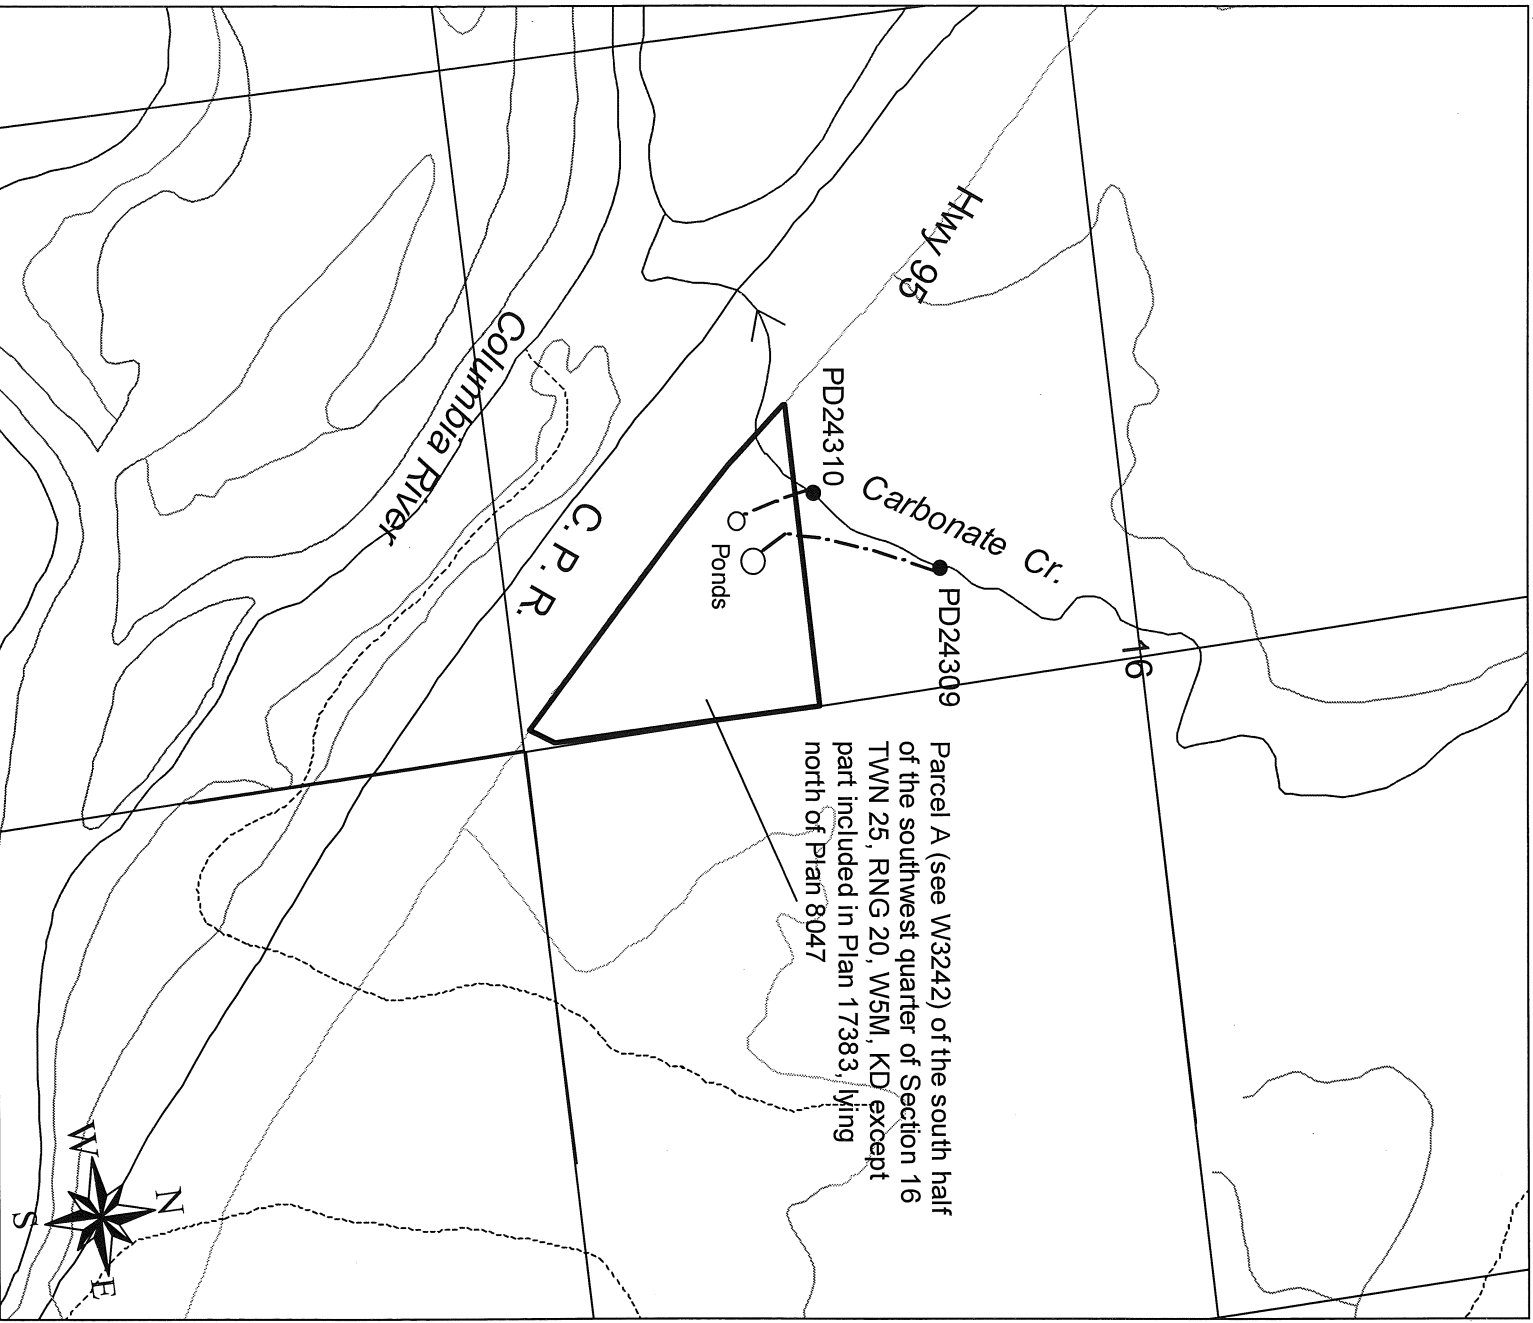 Hwy 95
PD24310
Carbonate Cr.
PD24309
16
Columbia River
C. P. R.
Ponds
Parcel A (see W3242) of the south half
of the southwest quarter of Section 16
TWN 25, RNG 20, W5M, KD except
part included in Plan 17383, lying
north of Plan 8047
N
W
E
S